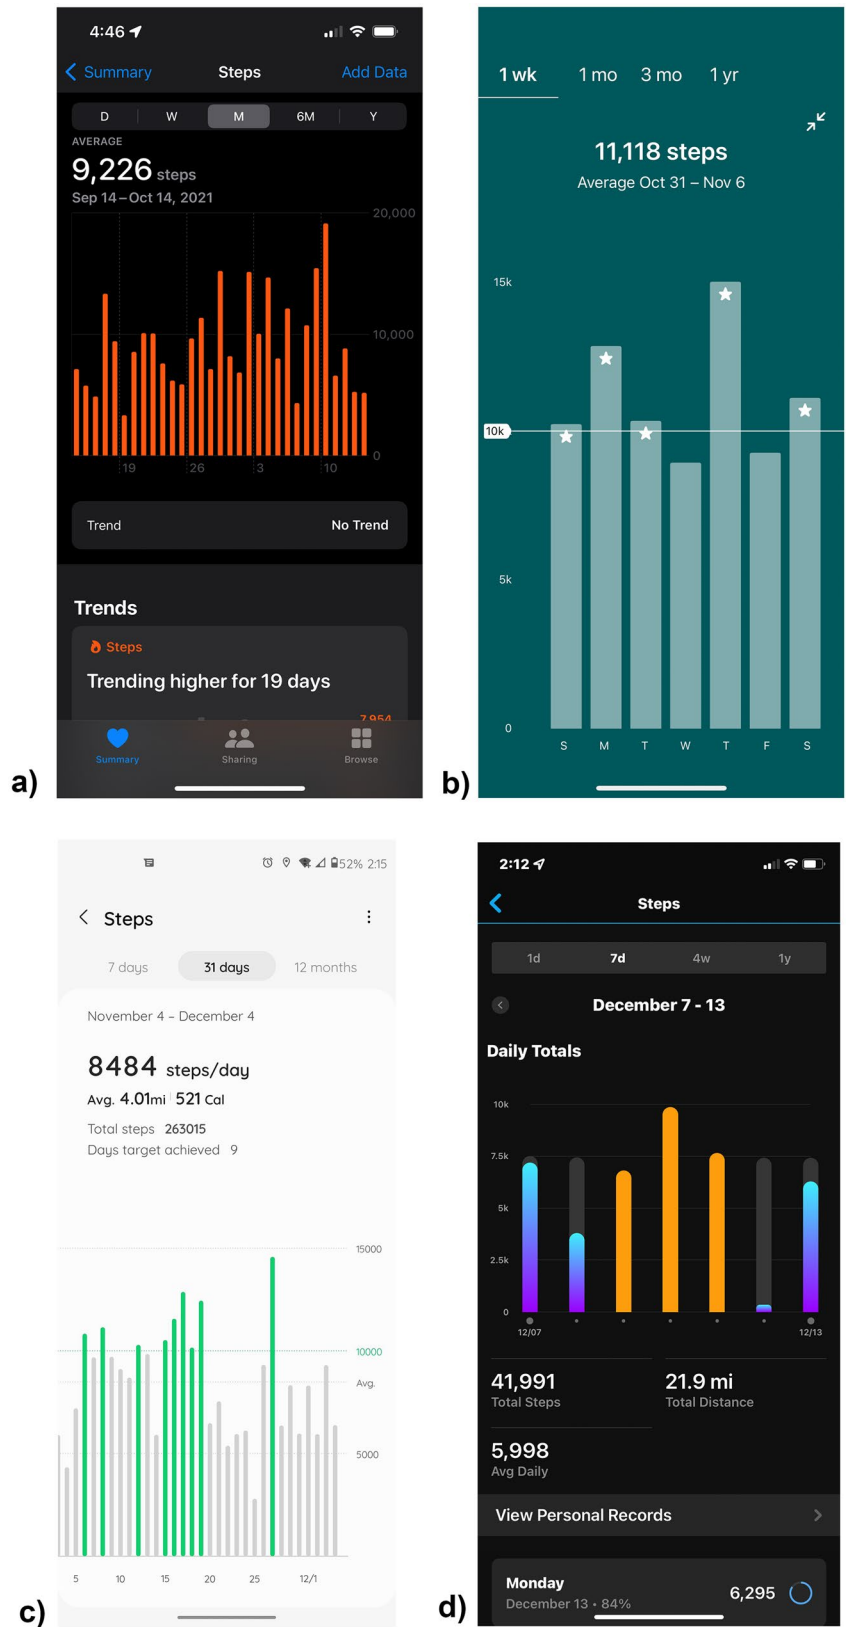 4:46
Summary Steps Add Data
D W M 6M Y
AVERAGE
9,226 steps
Sep 14–Oct 14, 2021
20,000
10,000
0
19 26 3 10
Trend No Trend
Trends
Steps
Trending higher for 19 days
7,954
Summary Sharing Browse
a)
1 wk 1 mo 3 mo 1 yr
11,118 steps
Average Oct 31 – Nov 6
15k
10k
5k
0
S M T W T F S
b)
52% 2:15
Steps
7 days 31 days 12 months
November 4 – December 4
8484 steps/day
Avg. 4.01mi 521 Cal
Total steps 263015
Days target achieved 9
15000
10000
Avg.
5000
5 10 15 20 25 12/1
c)
2:12
Steps
1d 7d 4w 1y
December 7 - 13
Daily Totals
10k
7.5k
5k
2.5k
0
12/07 12/13
41,991 21.9 mi
Total Steps Total Distance
5,998
Avg Daily
View Personal Records
Monday
December 13 • 84%
6,295
d)